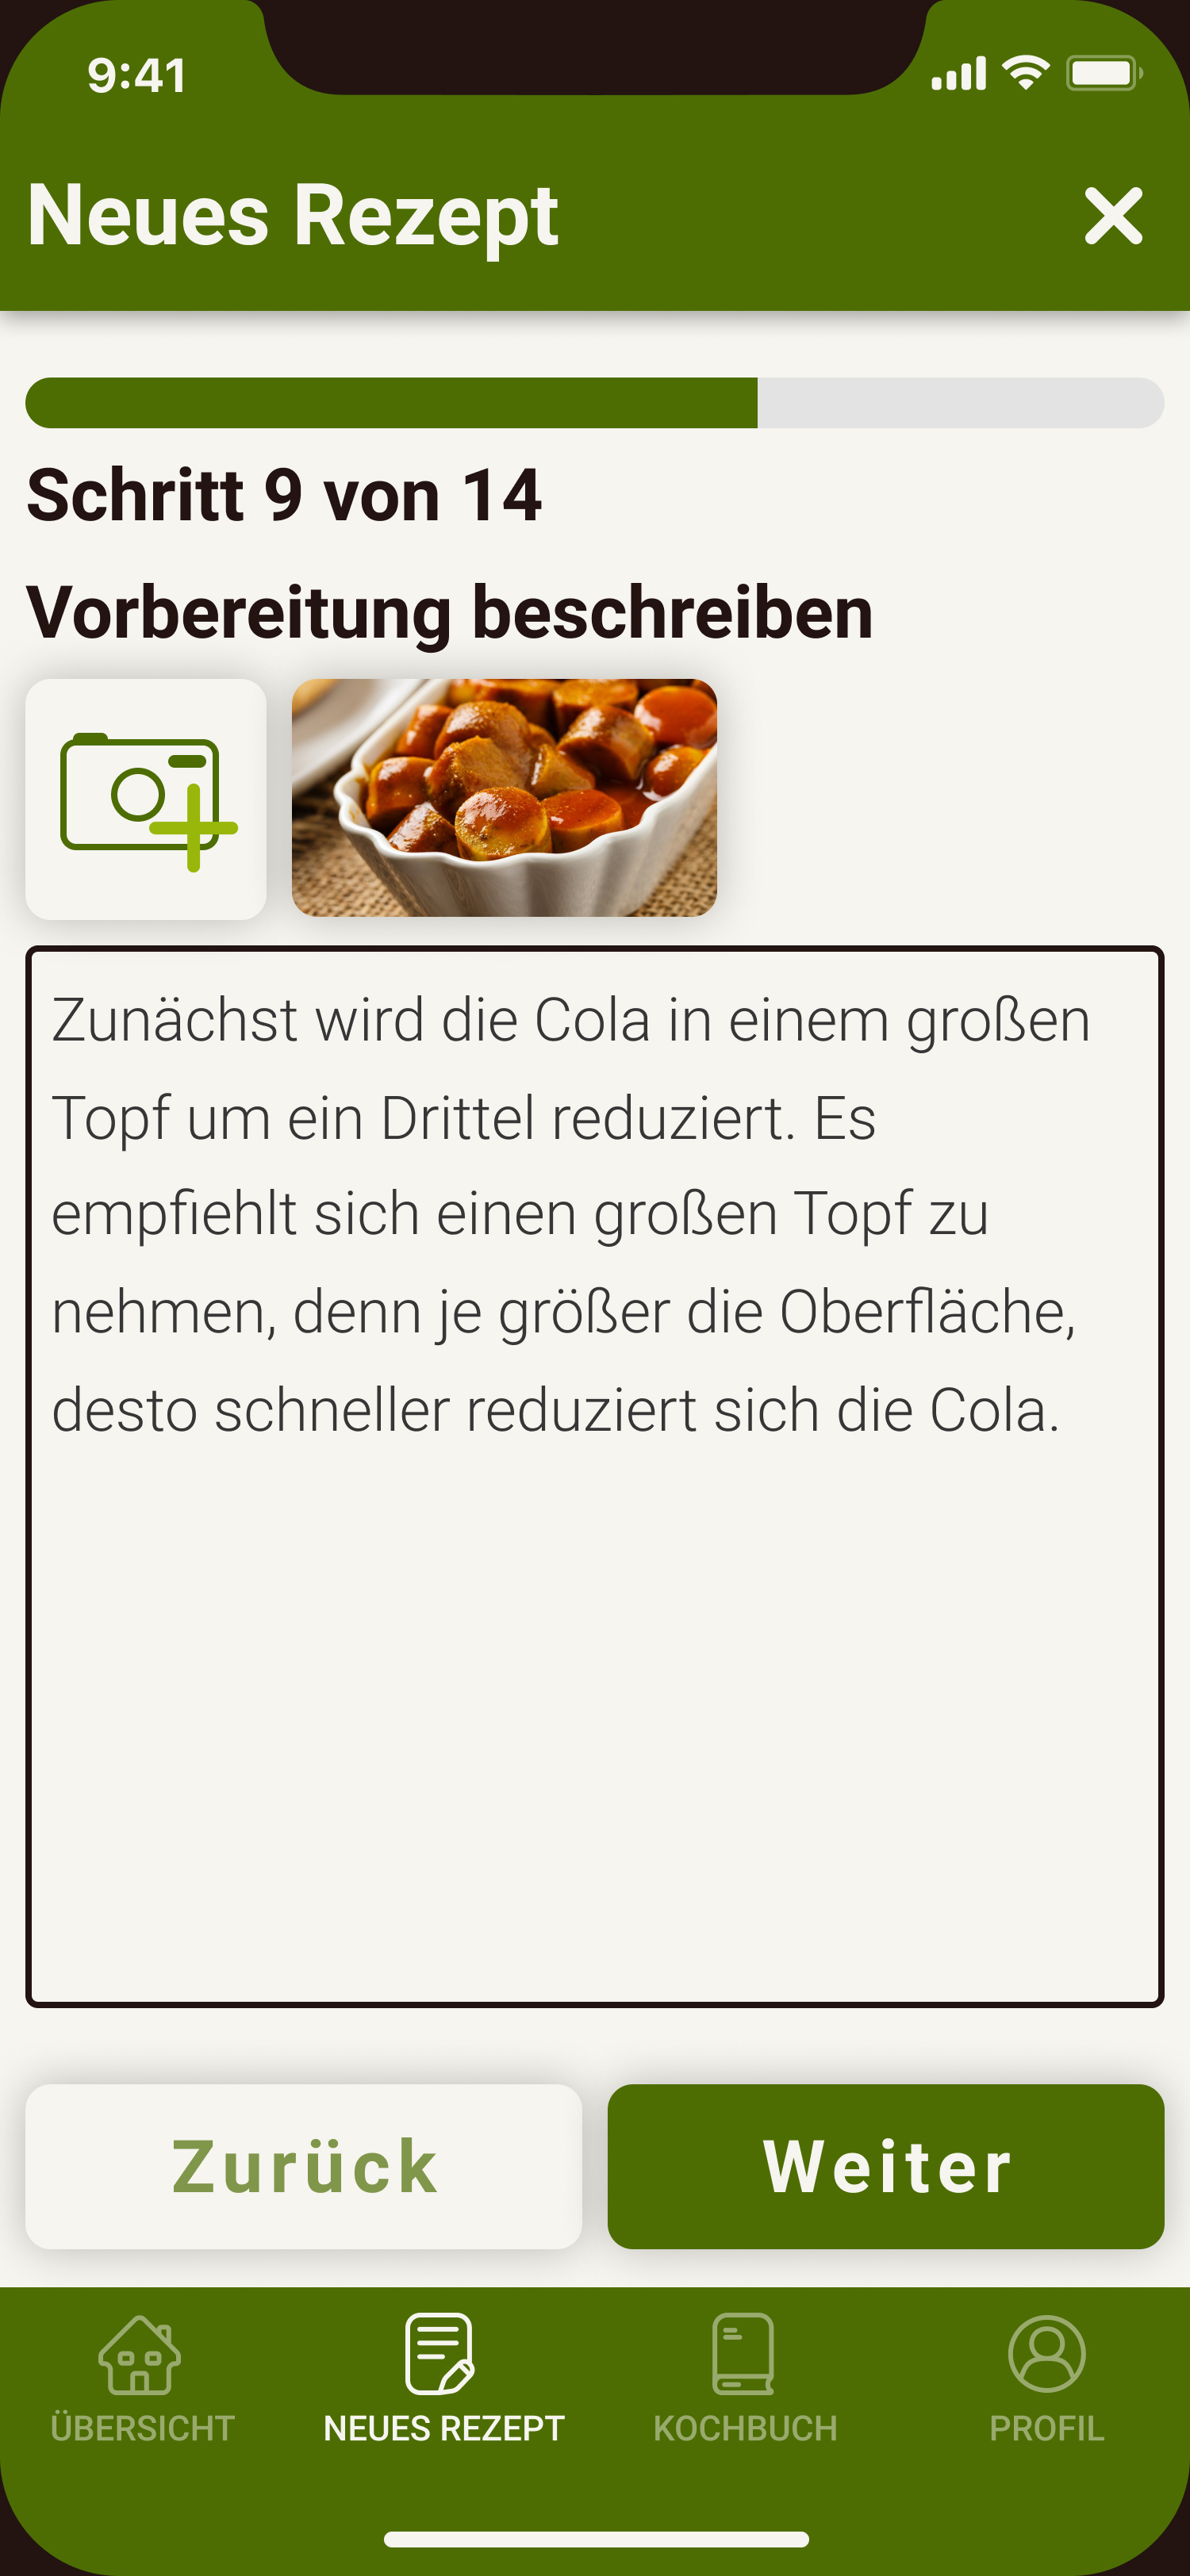 9:41
Neues Rezept
Schritt 9 von 14
Vorbereitung beschreiben
Zunächst wird die Cola in einem großen
Topf um ein Drittel reduziert. Es
empfiehlt sich einen großen Topf zu
nehmen, denn je größer die Oberfläche,
desto schneller reduziert sich die Cola.
Zurück
Weiter
ÜBERSICHT
NEUES REZEPT
KOCHBUCH
PROFIL